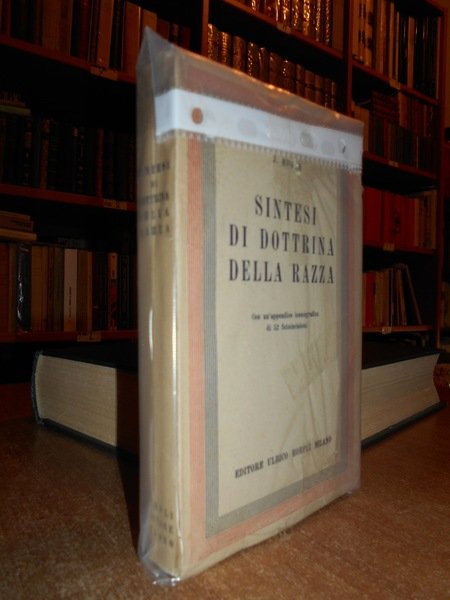 J. EVOLA
SINTESI
DI DOTTRINA
DELLA RAZZA
Con un'appendice iconografica
di 52 fotoincisioni
EDITORE ULRICO HOEPLI MILANO
SINTESI
DI
DOTTRINA
DELLA
RAZZA